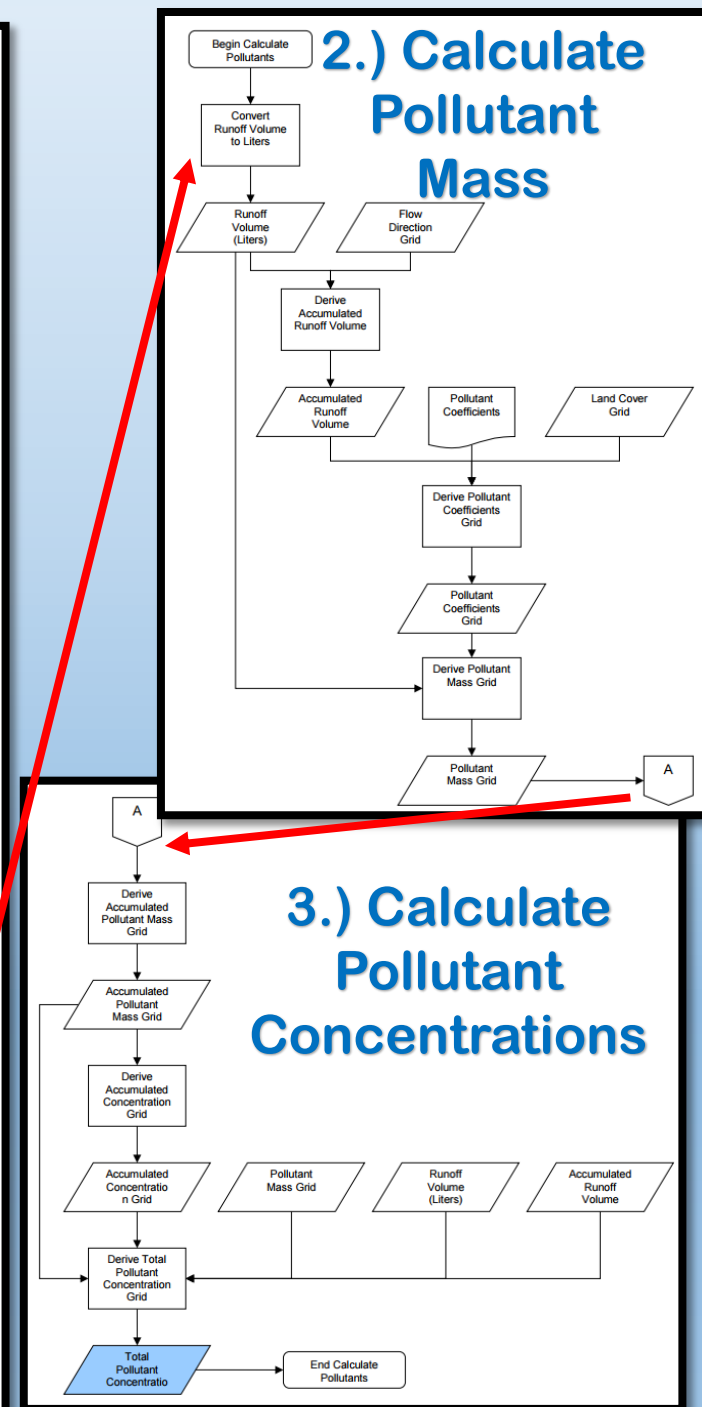 2.) Calculate
Pollutant
Mass
Begin Calculate
Pollutants
Convert
Runoff Volume
to Liters
Runoff
Volume
(Liters)
Flow
Direction
Grid
Derive
Accumulated
Runoff Volume
Accumulated
Runoff
Volume
Pollutant
Coefficients
Land Cover
Grid
Derive Pollutant
Coefficients
Grid
Pollutant
Coefficients
Grid
Derive Pollutant
Mass Grid
Pollutant
Mass Grid
A
3.) Calculate
Pollutant
Concentrations
A
Derive
Accumulated
Pollutant Mass
Grid
Accumulated
Pollutant
Mass Grid
Derive
Accumulated
Concentration
Grid
Accumulated
Concentratio
n Grid
Pollutant
Mass Grid
Runoff
Volume
(Liters)
Accumulated
Runoff
Volume
Derive Total
Pollutant
Concentration
Grid
Total
Pollutant
Concentratio
End Calculate
Pollutants